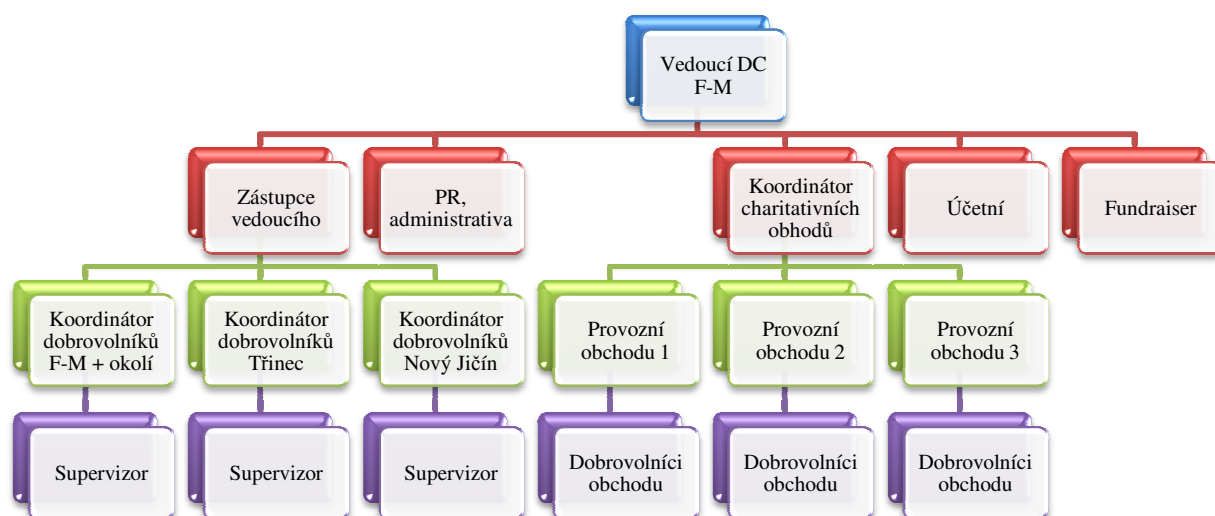 Vedoucí DC
F-M
Zástupce
vedoucího
PR,
administrativa
Koordinátor
charitativních
obhodů
Účetní
Fundraiser
Koordinátor
dobrovolníků
F-M + okolí
Koordinátor
dobrovolníků
Třinec
Koordinátor
dobrovolníků
Nový Jičín
Provozní
obchodu 1
Provozní
obchodu 2
Provozní
obchodu 3
Supervizor
Supervizor
Supervizor
Dobrovolníci
obchodu
Dobrovolníci
obchodu
Dobrovolníci
obchodu